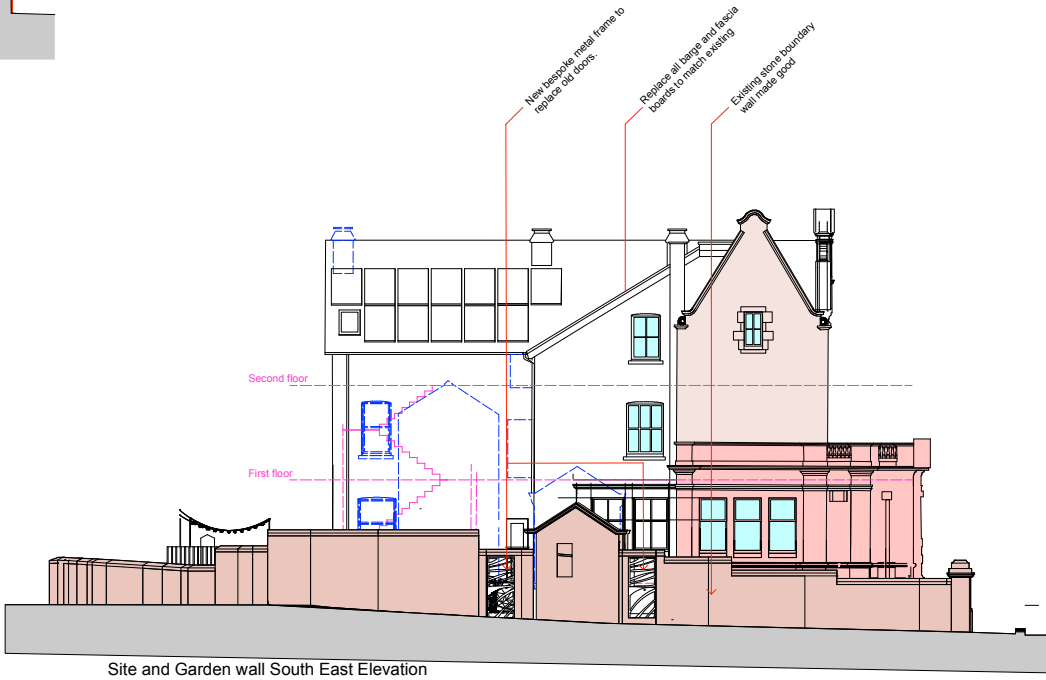 New bespoke metal frame to
replace old doors.
Replace all barge and fascia
boards to match existing
Existing stone boundary
wall made good
Second floor
First floor
Site and Garden wall South East Elevation